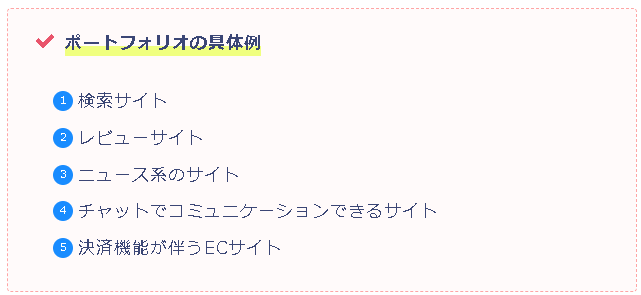 ポートフォリオの具体例
1 検索サイト
2 レビューサイト
3 ニュース系のサイト
4 チャットでコミュニケーションできるサイト
5 決済機能が伴うECサイト